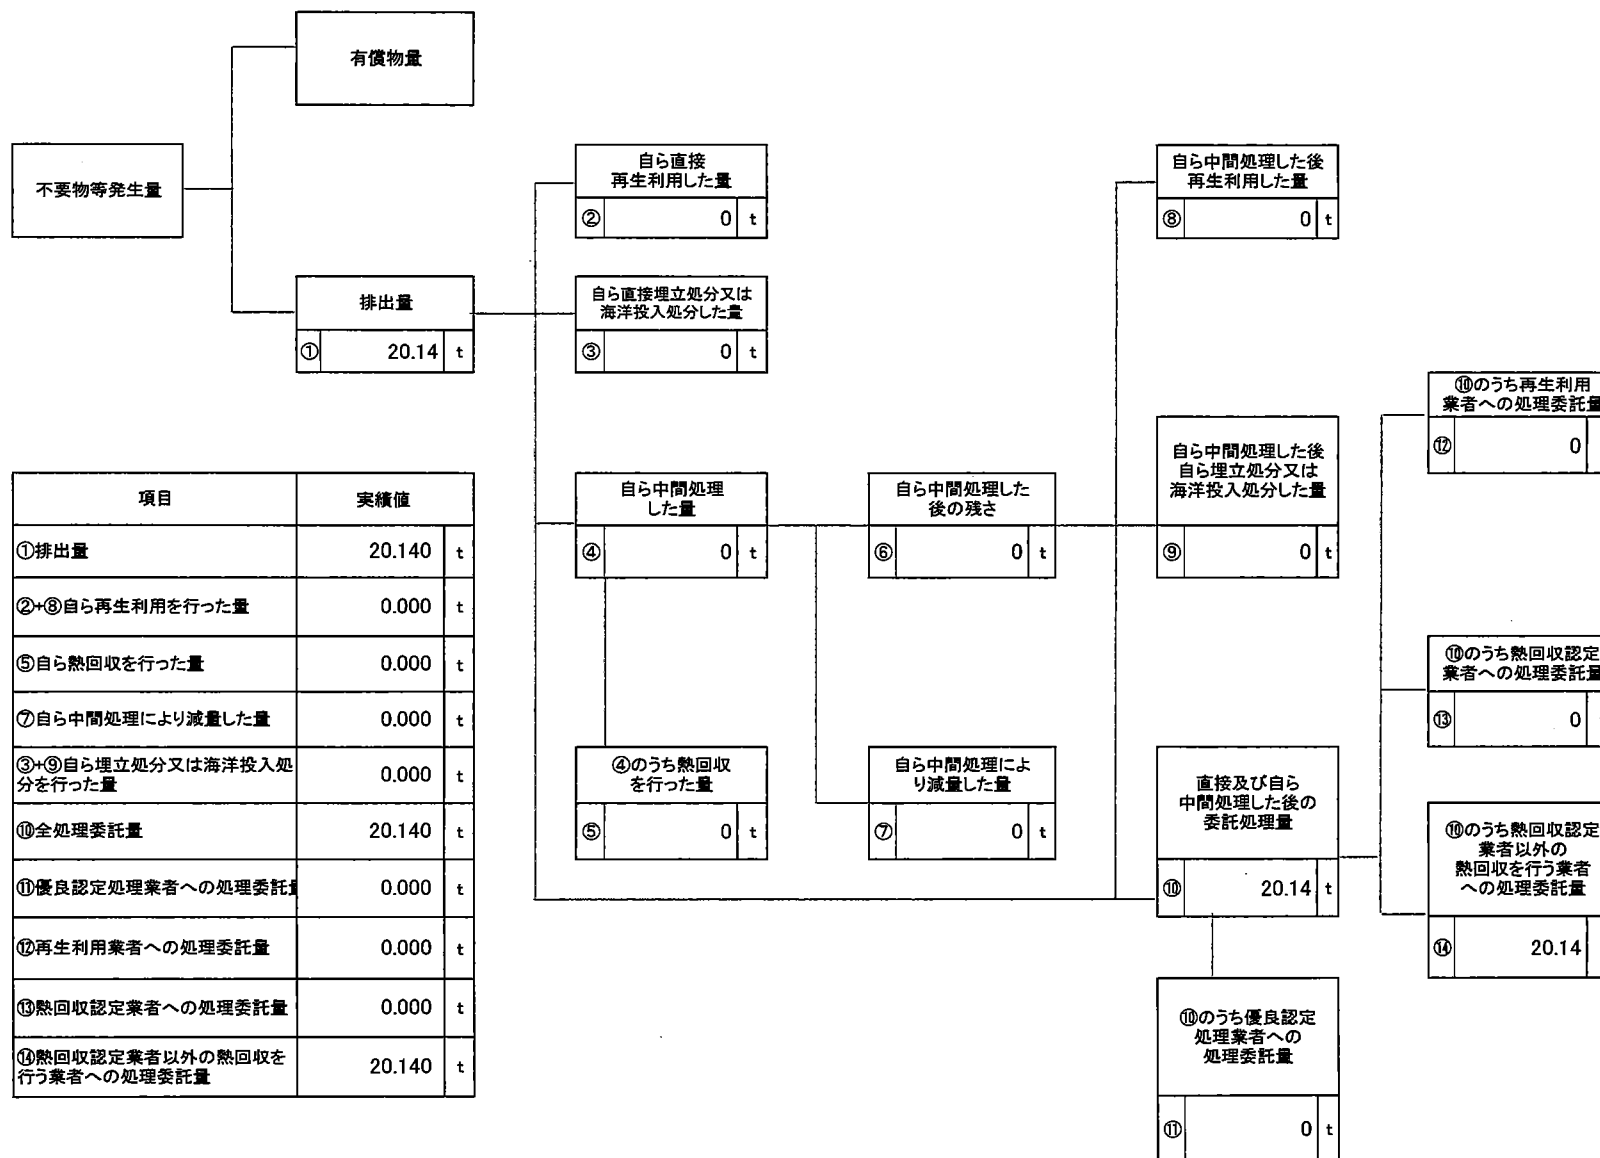 有償物量
不要物等発生量
自ら直接
再生利用した量
② 0 t
自ら中間処理した後
再生利用した量
⑧ 0 t
排出量
① 20.14 t
自ら直接埋立処分又は
海洋投入処分した量
③ 0 t
⑩のうち再生利用
業者への処理委託量
⑫ 0
自ら中間処理
した量
④ 0 t
自ら中間処理した
後の残さ
⑥ 0 t
自ら中間処理した後
自ら埋立処分又は
海洋投入処分した量
⑨ 0 t
⑩のうち熱回収認定
業者への処理委託量
⑬ 0
④のうち熱回収
を行った量
⑤ 0 t
自ら中間処理によ
り減量した量
⑦ 0 t
直接及び自ら
中間処理した後の
委託処理量
⑩ 20.14 t
⑩のうち熱回収認定
業者以外の
熱回収を行う業者
への処理委託量
⑭ 20.14
⑩のうち優良認定
処理業者への
処理委託量
⑪ 0 t
項目 実績値
①排出量 20.140 t
②+⑧自ら再生利用を行った量 0.000 t
⑤自ら熱回収を行った量 0.000 t
⑦自ら中間処理により減量した量 0.000 t
③+⑨自ら埋立処分又は海洋投入処
分を行った量 0.000 t
⑩全処理委託量 20.140 t
⑪優良認定処理業者への処理委託量 0.000 t
⑫再生利用業者への処理委託量 0.000 t
⑬熱回収認定業者への処理委託量 0.000 t
⑭熱回収認定業者以外の熱回収を
行う業者への処理委託量 20.140 t